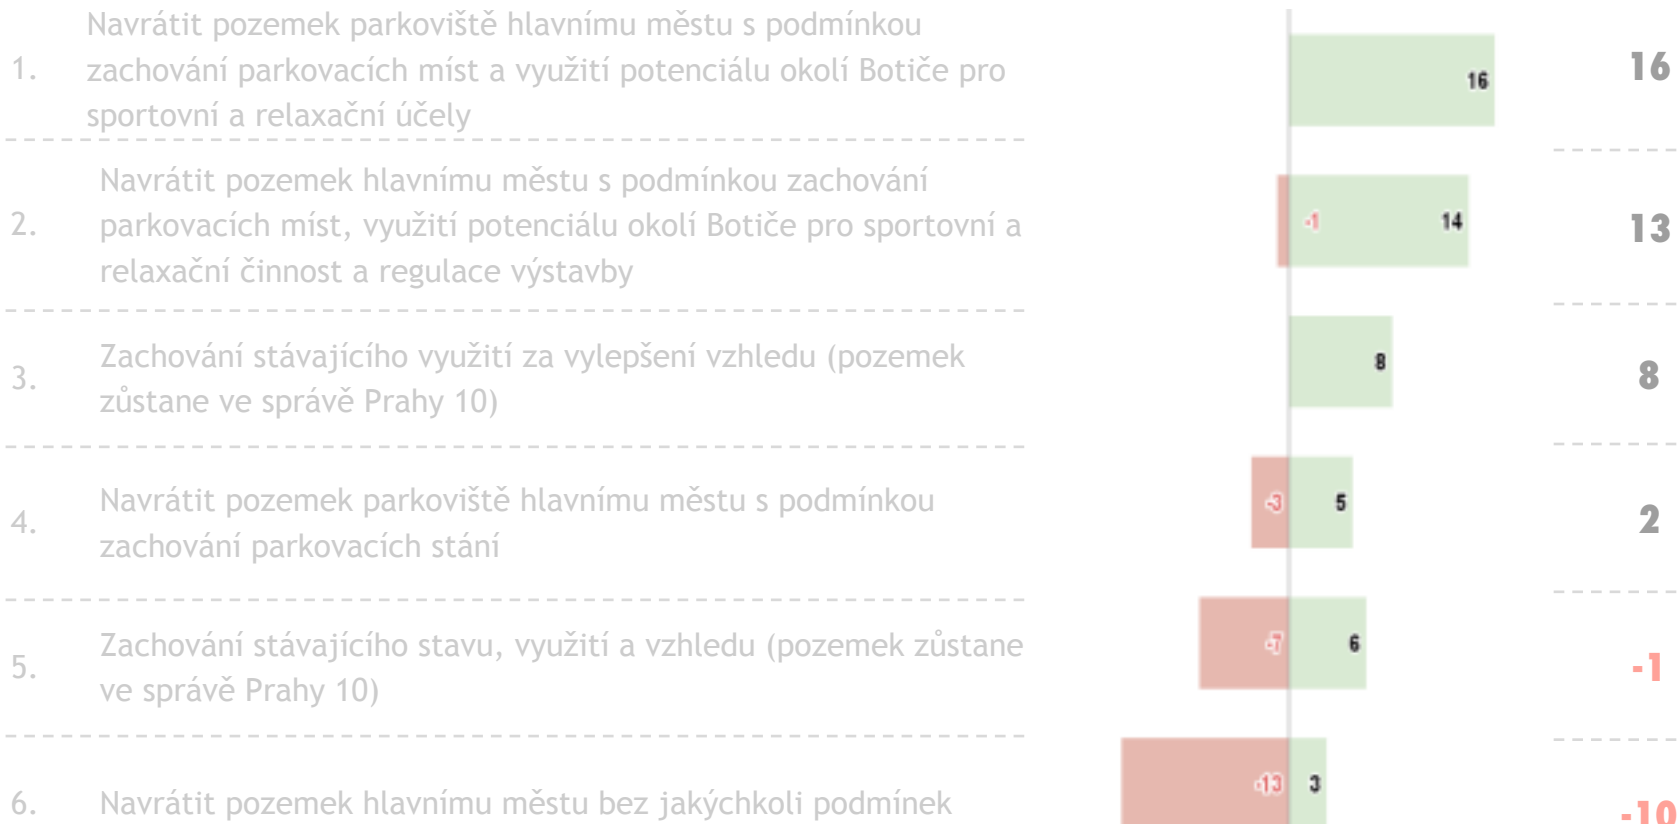 Navrátit pozemek parkoviště hlavnímu městu s podmínkou
1. zachování parkovacích míst a využití potenciálu okolí Botiče pro 16 16
sportovní a relaxační účely
Navrátit pozemek hlavnímu městu s podmínkou zachování
2. parkovacích míst, využití potenciálu okolí Botiče pro sportovní a -1 14 13
relaxační činnost a regulace výstavby
Zachování stávajícího využití za vylepšení vzhledu (pozemek
3. zůstane ve správě Prahy 10) 8 8
Navrátit pozemek parkoviště hlavnímu městu s podmínkou
4. zachování parkovacích stání -3 5 2
Zachování stávajícího stavu, využití a vzhledu (pozemek zůstane
5. ve správě Prahy 10) -7 6 -1
6. Navrátit pozemek hlavnímu městu bez jakýchkoli podmínek -13 3 -10